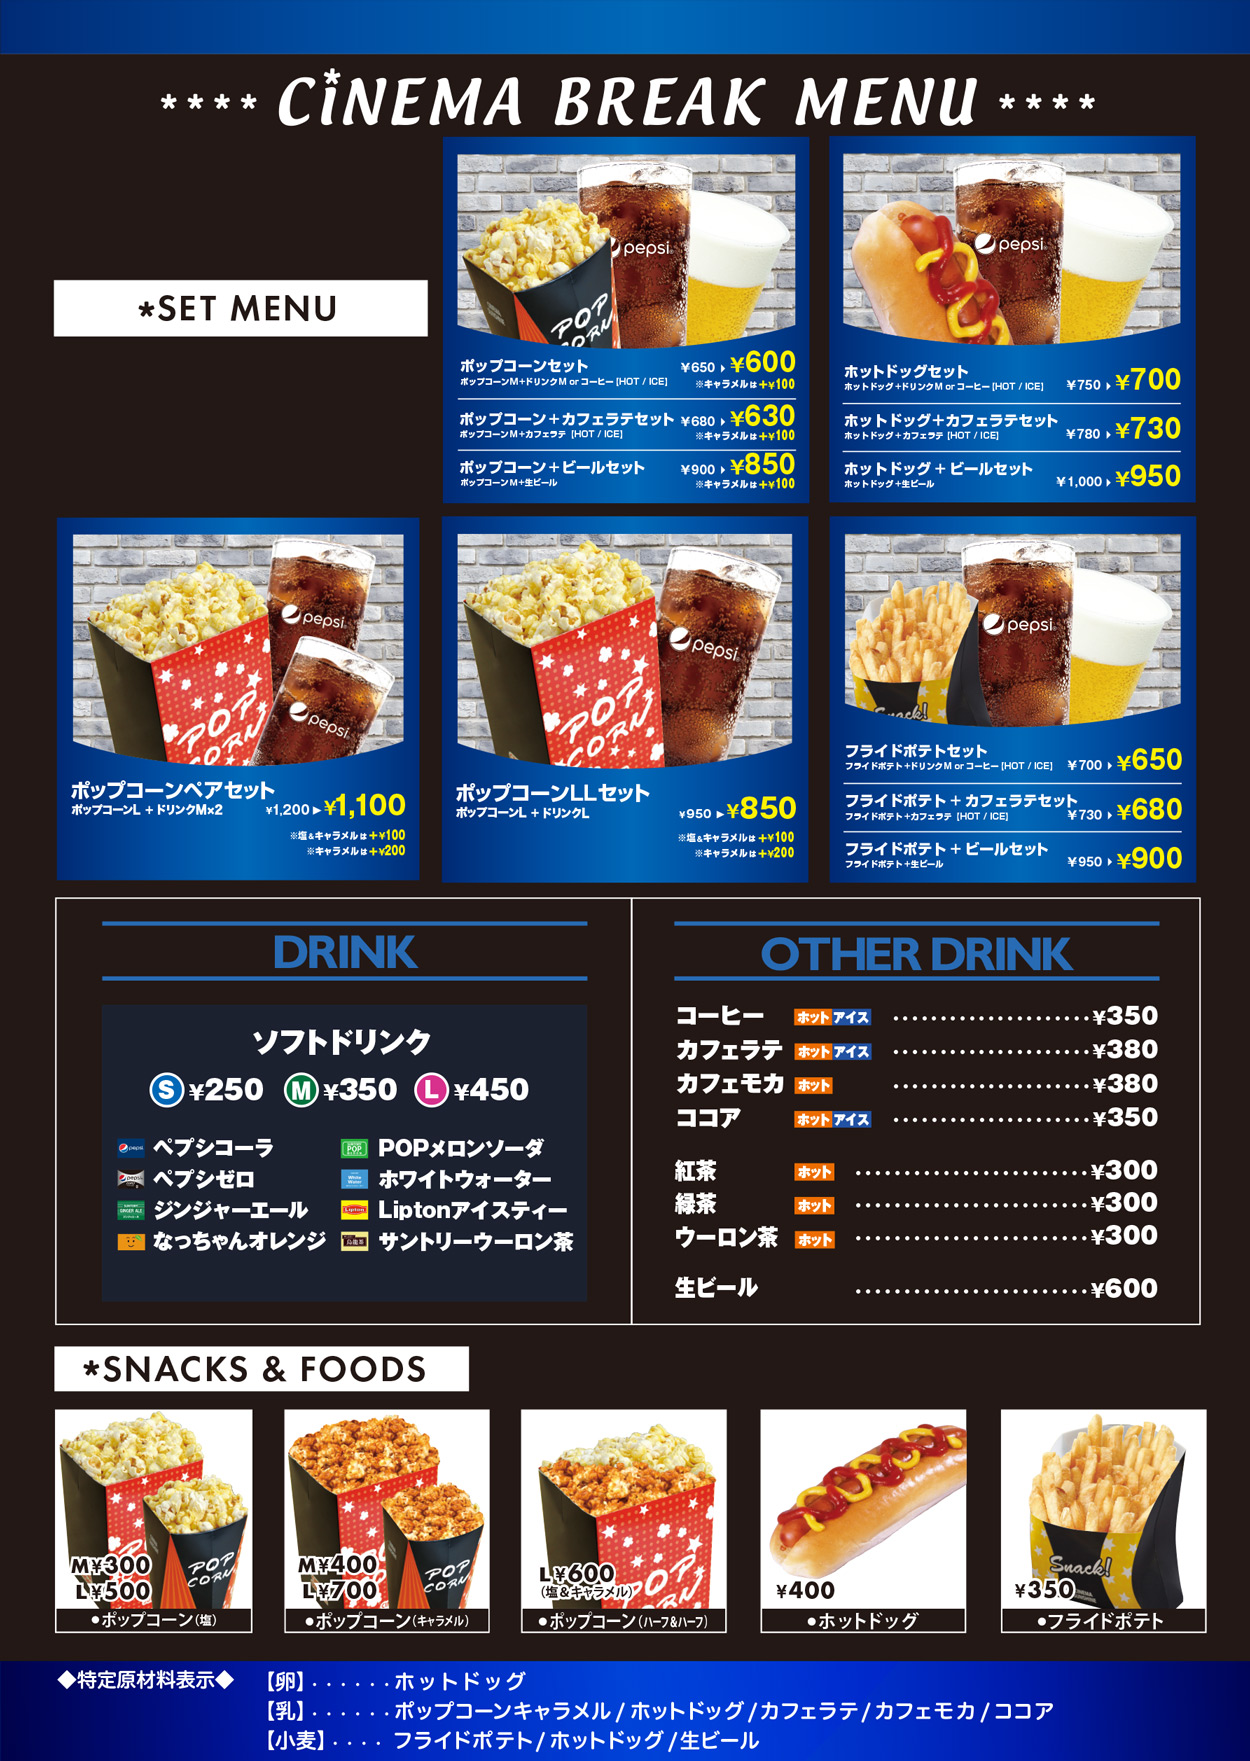 **** CiNEMA BREAK MENU ****
*SET MENU
pepsi
POP
CORN
ポップコーンセット ¥650 ¥600
ポップコーンM+ドリンクM or コーヒー [HOT / ICE] ※キャラメルは+¥100
ポップコーン+カフェラテセット ¥680 ¥630
ポップコーンM+カフェラテ [HOT / ICE] ※キャラメルは+¥100
ポップコーン+ビールセット ¥900 ¥850
ポップコーンM+生ビール ※キャラメルは+¥100
pepsi
ホットドッグセット ¥750 ¥700
ホットドッグ+ドリンクM or コーヒー [HOT / ICE]
ホットドッグ+カフェラテセット ¥780 ¥730
ホットドッグ+カフェラテ [HOT / ICE]
ホットドッグ+ビールセット ¥1,000 ¥950
ホットドッグ+生ビール
pepsi
pepsi
POP
CORN
ポップコーンペアセット
ポップコーンL +ドリンクM×2 ¥1,200 ¥1,100
※塩&キャラメルは+¥100
※キャラメルは+¥200
pepsi
POP
CORN
ポップコーンLLセット
ポップコーンL +ドリンクL ¥950 ¥850
※塩&キャラメルは+¥100
※キャラメルは+¥200
pepsi
Snack!
フライドポテトセット ¥700 ¥650
フライドポテト+ドリンクM or コーヒー [HOT / ICE]
フライドポテト+カフェラテセット ¥730 ¥680
フライドポテト+カフェラテ [HOT / ICE]
フライドポテト+ビールセット ¥950 ¥900
フライドポテト+生ビール
DRINK
ソフトドリンク
S ¥250 M ¥350 L ¥450
ペプシコーラ POPメロンソーダ
ペプシゼロ ホワイトウォーター
ジンジャーエール Liptonアイスティー
なっちゃんオレンジ サントリーウーロン茶
OTHER DRINK
コーヒー ホット アイス ····················¥350
カフェラテ ホット アイス ····················¥380
カフェモカ ホット ····················¥380
ココア ホット アイス ····················¥350
紅茶 ホット ························¥300
緑茶 ホット ························¥300
ウーロン茶 ホット ························¥300
生ビール ························¥600
*SNACKS & FOODS
POP
CORN
M¥300
L¥500
●ポップコーン(塩)
POP
CORN
M¥400
L¥700
●ポップコーン(キャラメル)
POP
CORN
L¥600
(塩&キャラメル)
●ポップコーン(ハーフ&ハーフ)
¥400
●ホットドッグ
Snack!
¥350
●フライドポテト
◆特定原材料表示◆ 【卵】······ホットドッグ
【乳】······ポップコーンキャラメル/ホットドッグ/カフェラテ/カフェモカ/ココア
【小麦】····フライドポテト/ホットドッグ/生ビール